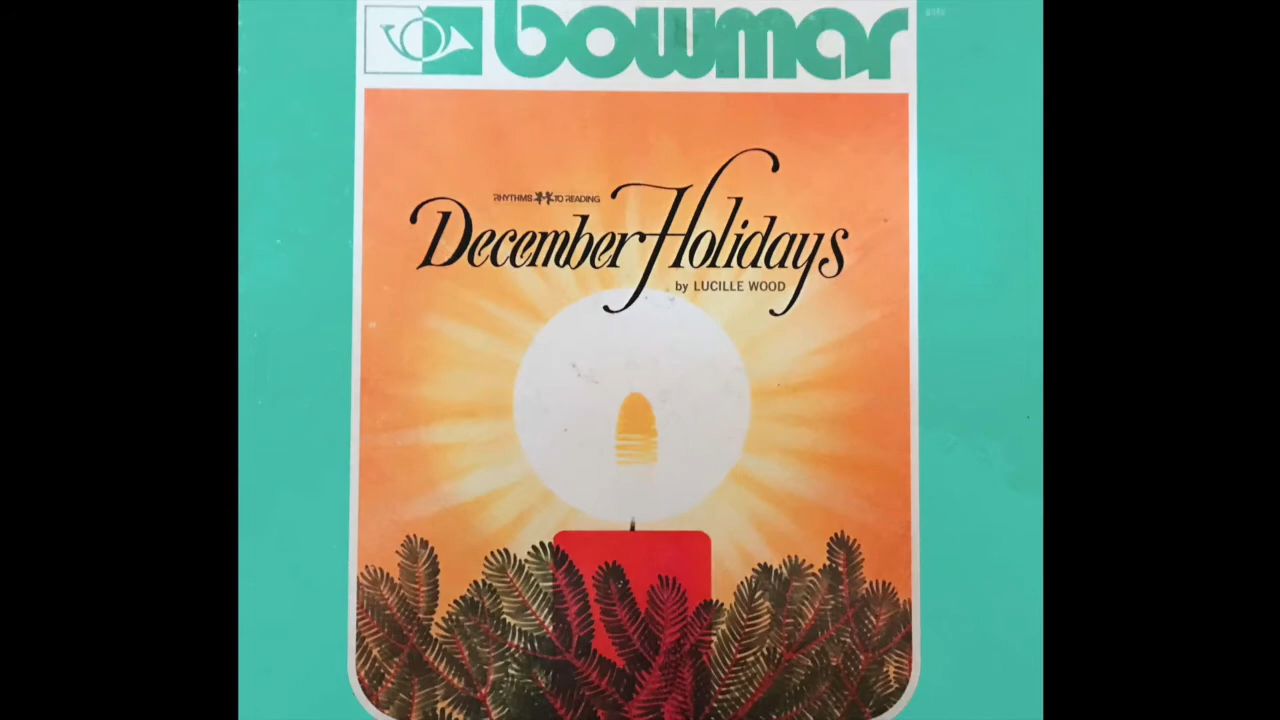 bowmar
RHYTHMS TO READING
December Holidays
by LUCILLE WOOD